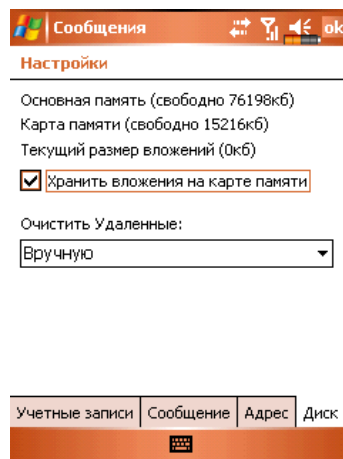 Сообщения ok
Настройки
Основная память (свободно 76198кб)
Карта памяти (свободно 15216кб)
Текущий размер вложений (0кб)
Хранить вложения на карте памяти
Очистить Удаленные:
Вручную
Учетные записи Сообщение Адрес Диск